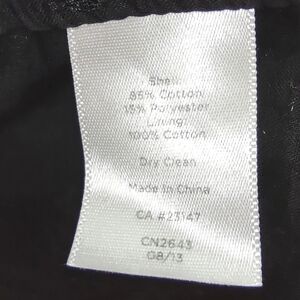 Shell:
85% Cotton
15% Polyester
Lining:
100% Cotton
Dry Clean
Made In China
CA #23147
CN2643
08/13